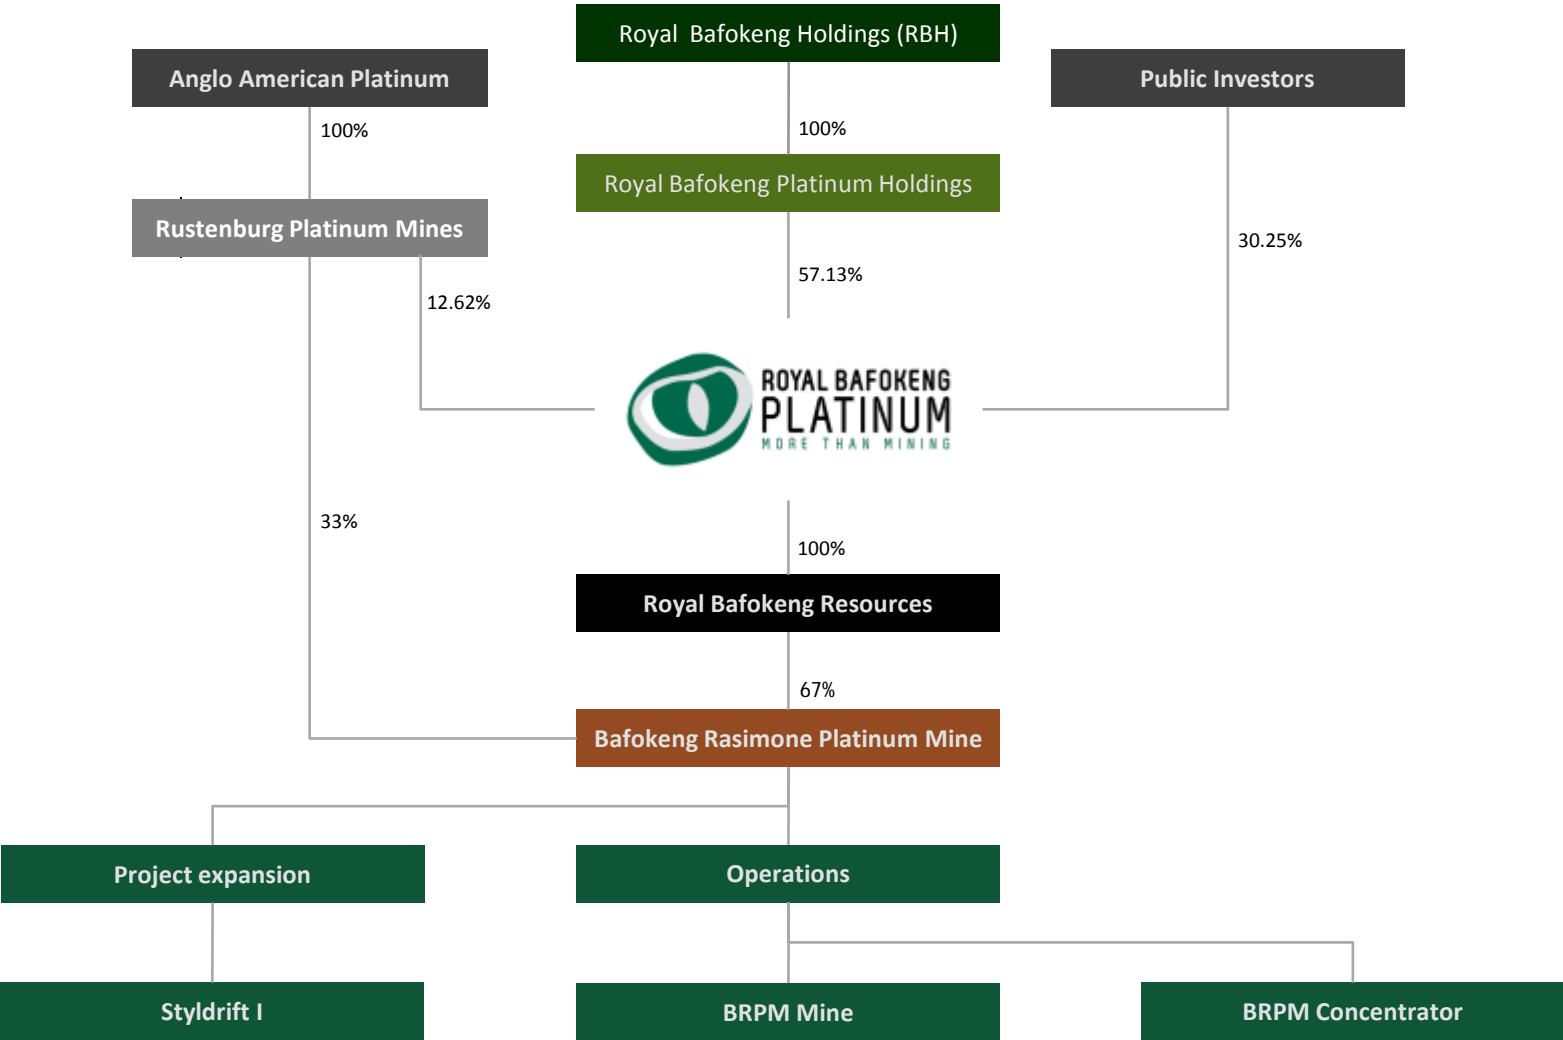 Royal  Bafokeng Holdings (RBH)
Anglo American Platinum
Public Investors
100%
100%
Royal Bafokeng Platinum Holdings
Rustenburg Platinum Mines
30.25%
57.13%
12.62%
ROYAL BAFOKENG
PLATINUM
MORE THAN MINING
33%
100%
Royal Bafokeng Resources
67%
Bafokeng Rasimone Platinum Mine
Project expansion
Operations
Styldrift I
BRPM Mine
BRPM Concentrator